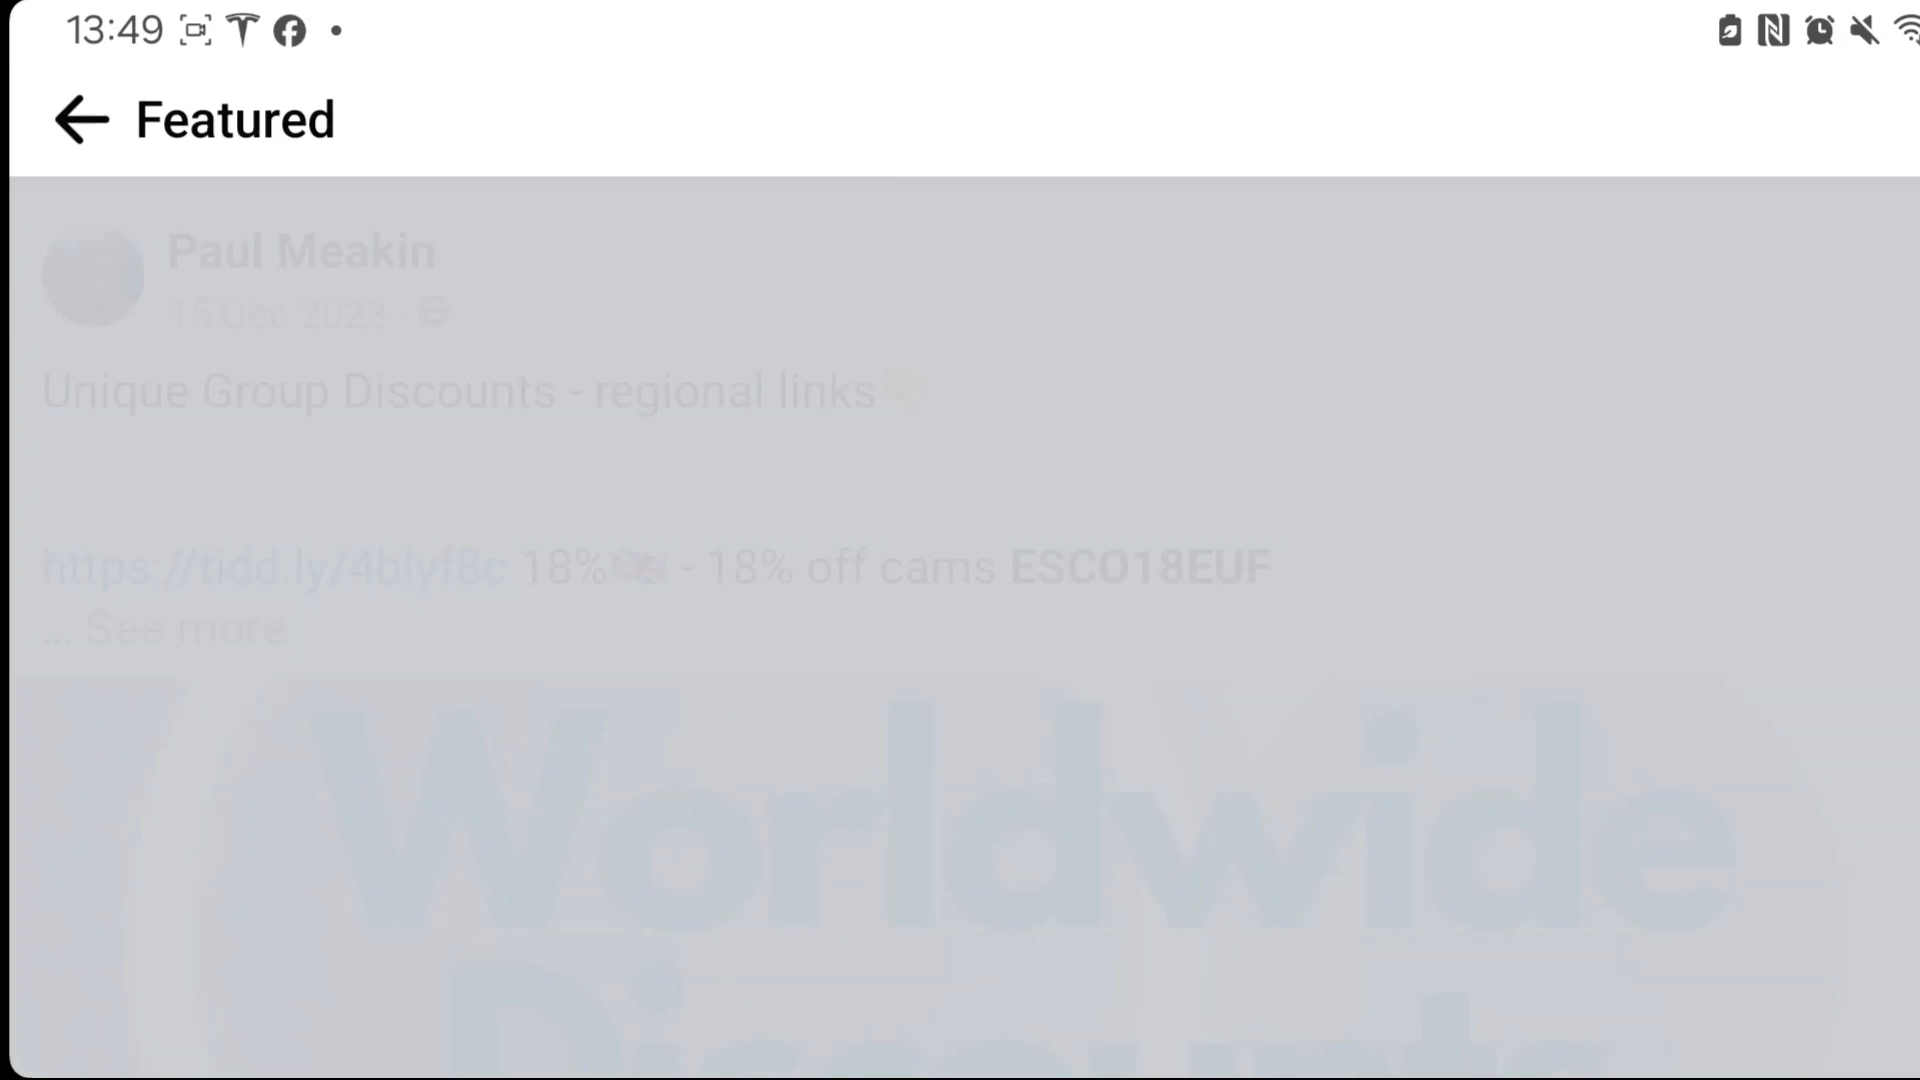 13:49
Featured
Paul Meakin
15 Dec 2023
Unique Group Discounts - regional links
https://tidd.ly/4blyf8c 18% - 18% off cams ESCO18EUF
... See more
Worldwide
Discounts